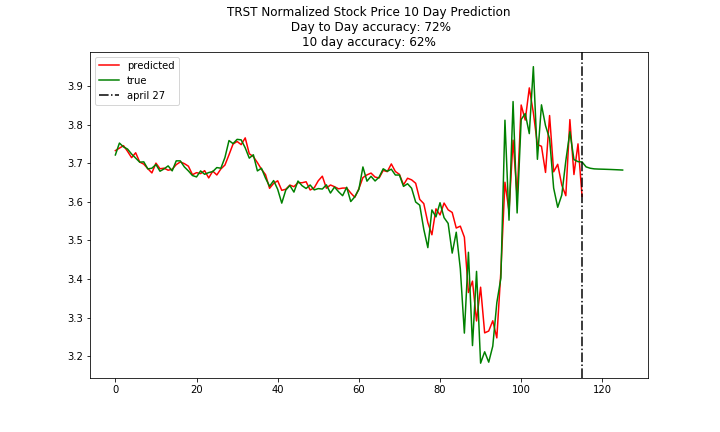 TRST Normalized Stock Price 10 Day Prediction
Day to Day accuracy: 72%
10 day accuracy: 62%
predicted
true
april 27
3.9
3.8
3.7
3.6
3.5
3.4
3.3
3.2
0 20 40 60 80 100 120